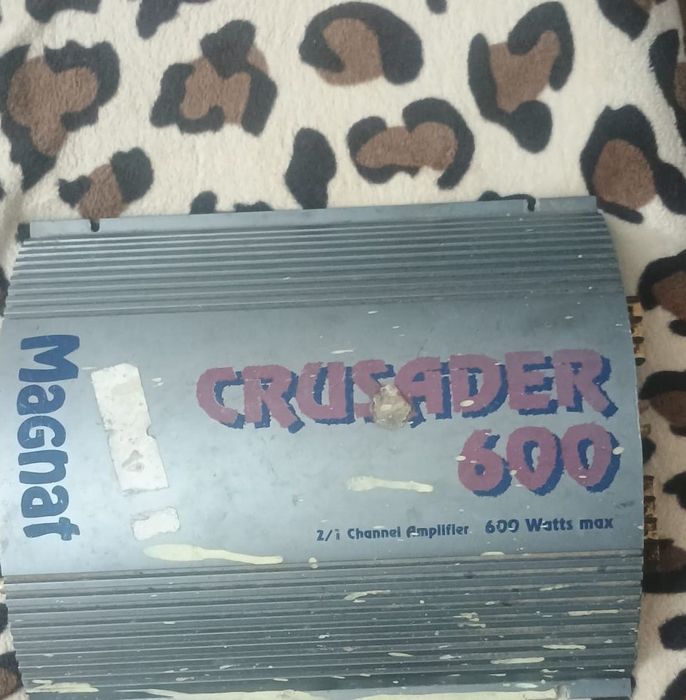 Magnat
CRUSADER
600
2/1 Channel Amplifier 600 Watts max